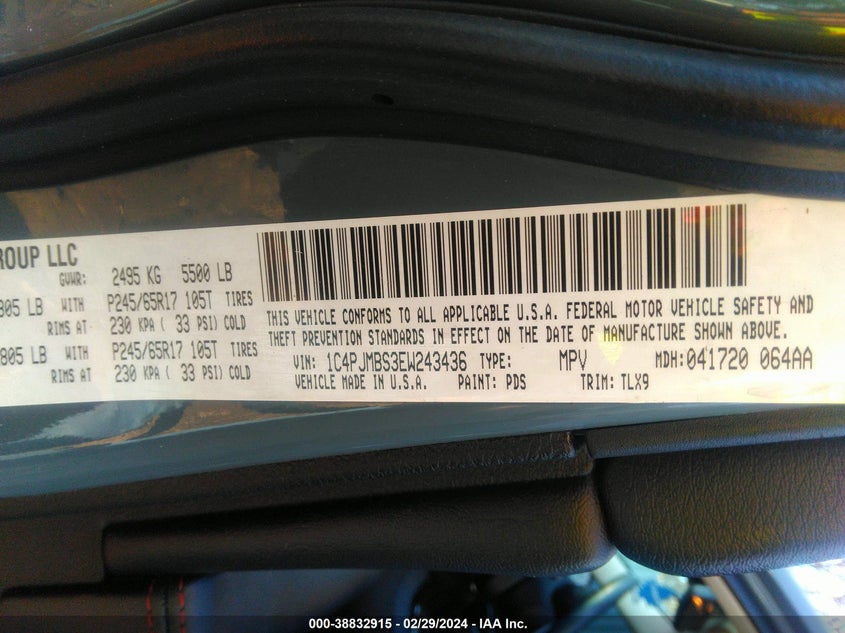 ROUP LLC
GVWR: 2495 KG 5500 LB
805 LB WITH P245/65R17 105T TIRES
RIMS AT 230 KPA ( 33 PSI) COLD
805 LB WITH P245/65R17 105T TIRES
RIMS AT 230 KPA ( 33 PSI) COLD
THIS VEHICLE CONFORMS TO ALL APPLICABLE U.S.A. FEDERAL MOTOR VEHICLE SAFETY AND
THEFT PREVENTION STANDARDS IN EFFECT ON THE DATE OF MANUFACTURE SHOWN ABOVE.
VIN: 1C4PJMBS3EW243436 TYPE: MPV MDH:041720 064AA
VEHICLE MADE IN U.S.A. PAINT: PDS TRIM: TLX9
000-38832915 - 02/29/2024 - IAA Inc.